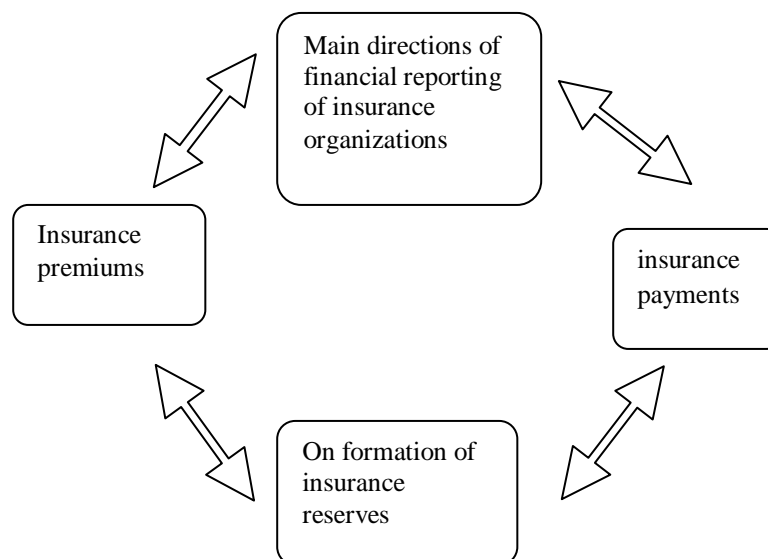 Main directions of
financial reporting
of insurance
organizations
Insurance
premiums
insurance
payments
On formation of
insurance
reserves